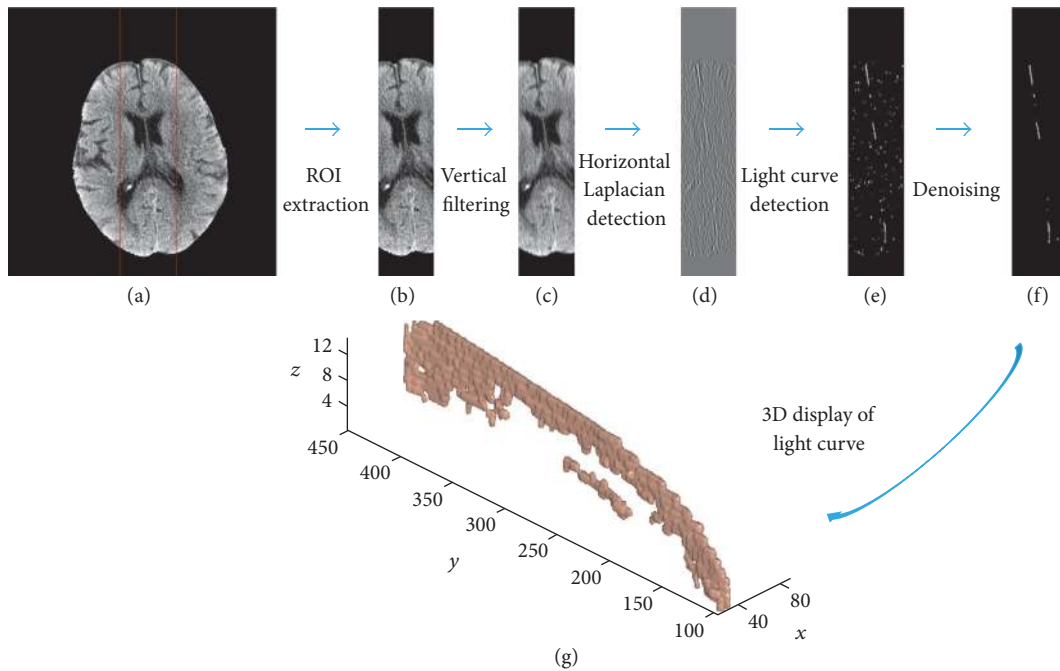 ROI
extraction
Vertical
filtering
Horizontal
Laplacian
detection
Light curve
detection
Denoising
(a)
(b)
(c)
(d)
(e)
(f)
12
8
4
z
450
400
350
300
250
200
150
100
y
40
80
x
3D display of
light curve
(g)